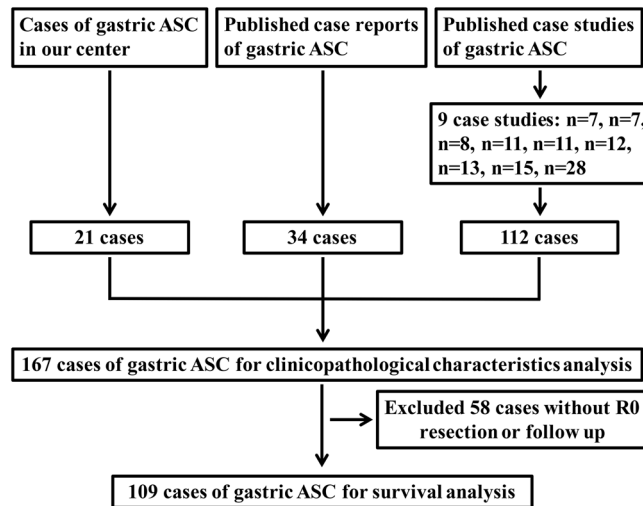 Cases of gastric ASC
in our center
Published case reports
of gastric ASC
Published case studies
of gastric ASC
9 case studies: n=7, n=7,
n=8, n=11, n=11, n=12,
n=13, n=15, n=28
21 cases
34 cases
112 cases
167 cases of gastric ASC for clinicopathological characteristics analysis
Excluded 58 cases without R0
resection or follow up
109 cases of gastric ASC for survival analysis